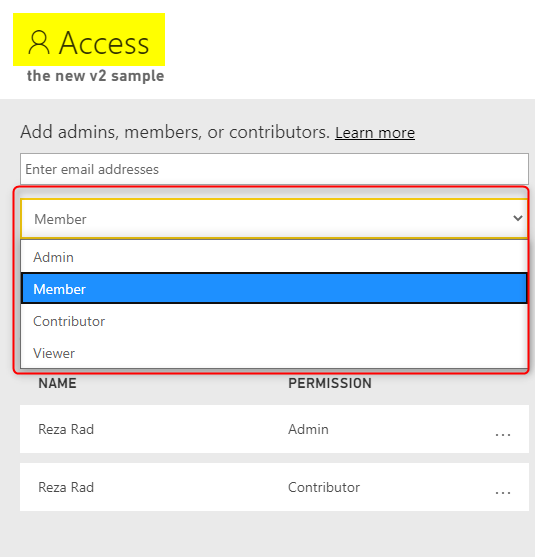 Access
the new v2 sample
Add admins, members, or contributors. Learn more
Enter email addresses
Member
Admin
Member
Contributor
Viewer
NAME PERMISSION
Reza Rad Admin ...
Reza Rad Contributor ...